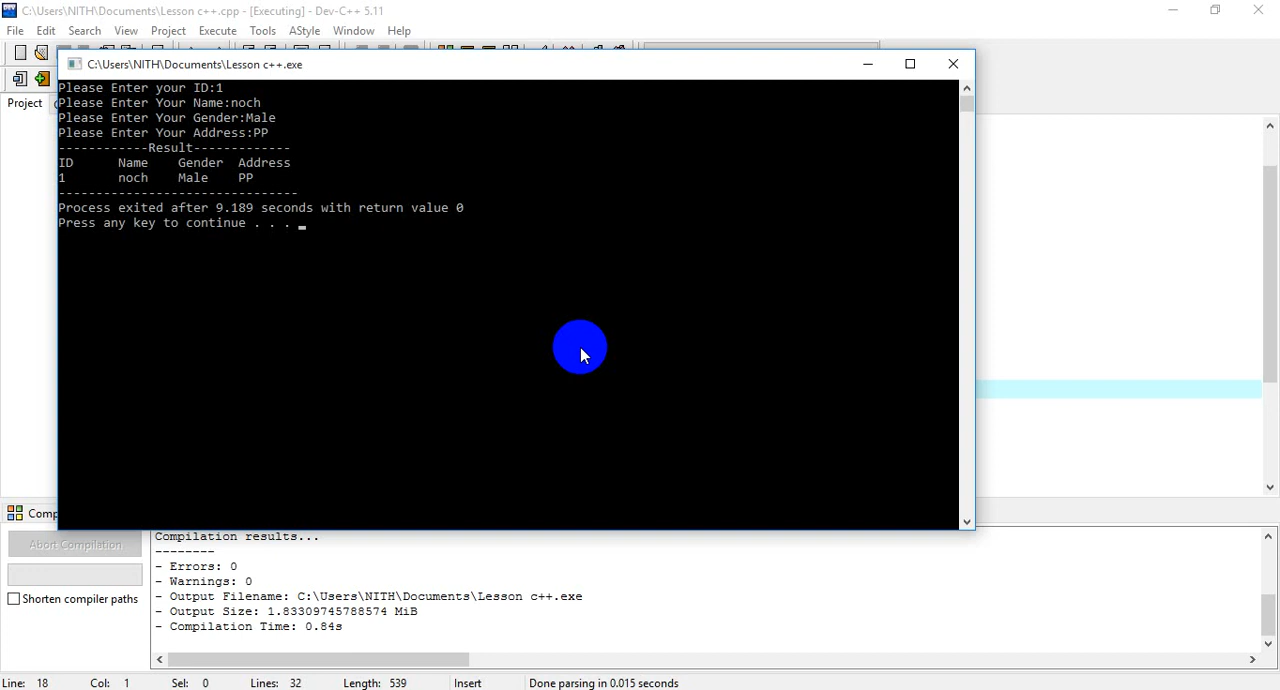 C:\Users\NITH\Documents\Lesson c++.cpp - [Executing] - Dev-C++ 5.11
File Edit Search View Project Execute Tools AStyle Window Help
C:\Users\NITH\Documents\Lesson c++.exe
Project
Please Enter your ID:1
Please Enter Your Name:noch
Please Enter Your Gender:Male
Please Enter Your Address:PP
------------Result-------------
ID Name Gender Address
1 noch Male PP
--------------------------------
Process exited after 9.189 seconds with return value 0
Press any key to continue . . . _
Comp
Compilation results...
--------
- Errors: 0
- Warnings: 0
- Output Filename: C:\Users\NITH\Documents\Lesson c++.exe
- Output Size: 1.83309745788574 MiB
- Compilation Time: 0.84s
Abort Compilation
Shorten compiler paths
Line: 18 Col: 1 Sel: 0 Lines: 32 Length: 539 Insert Done parsing in 0.015 seconds